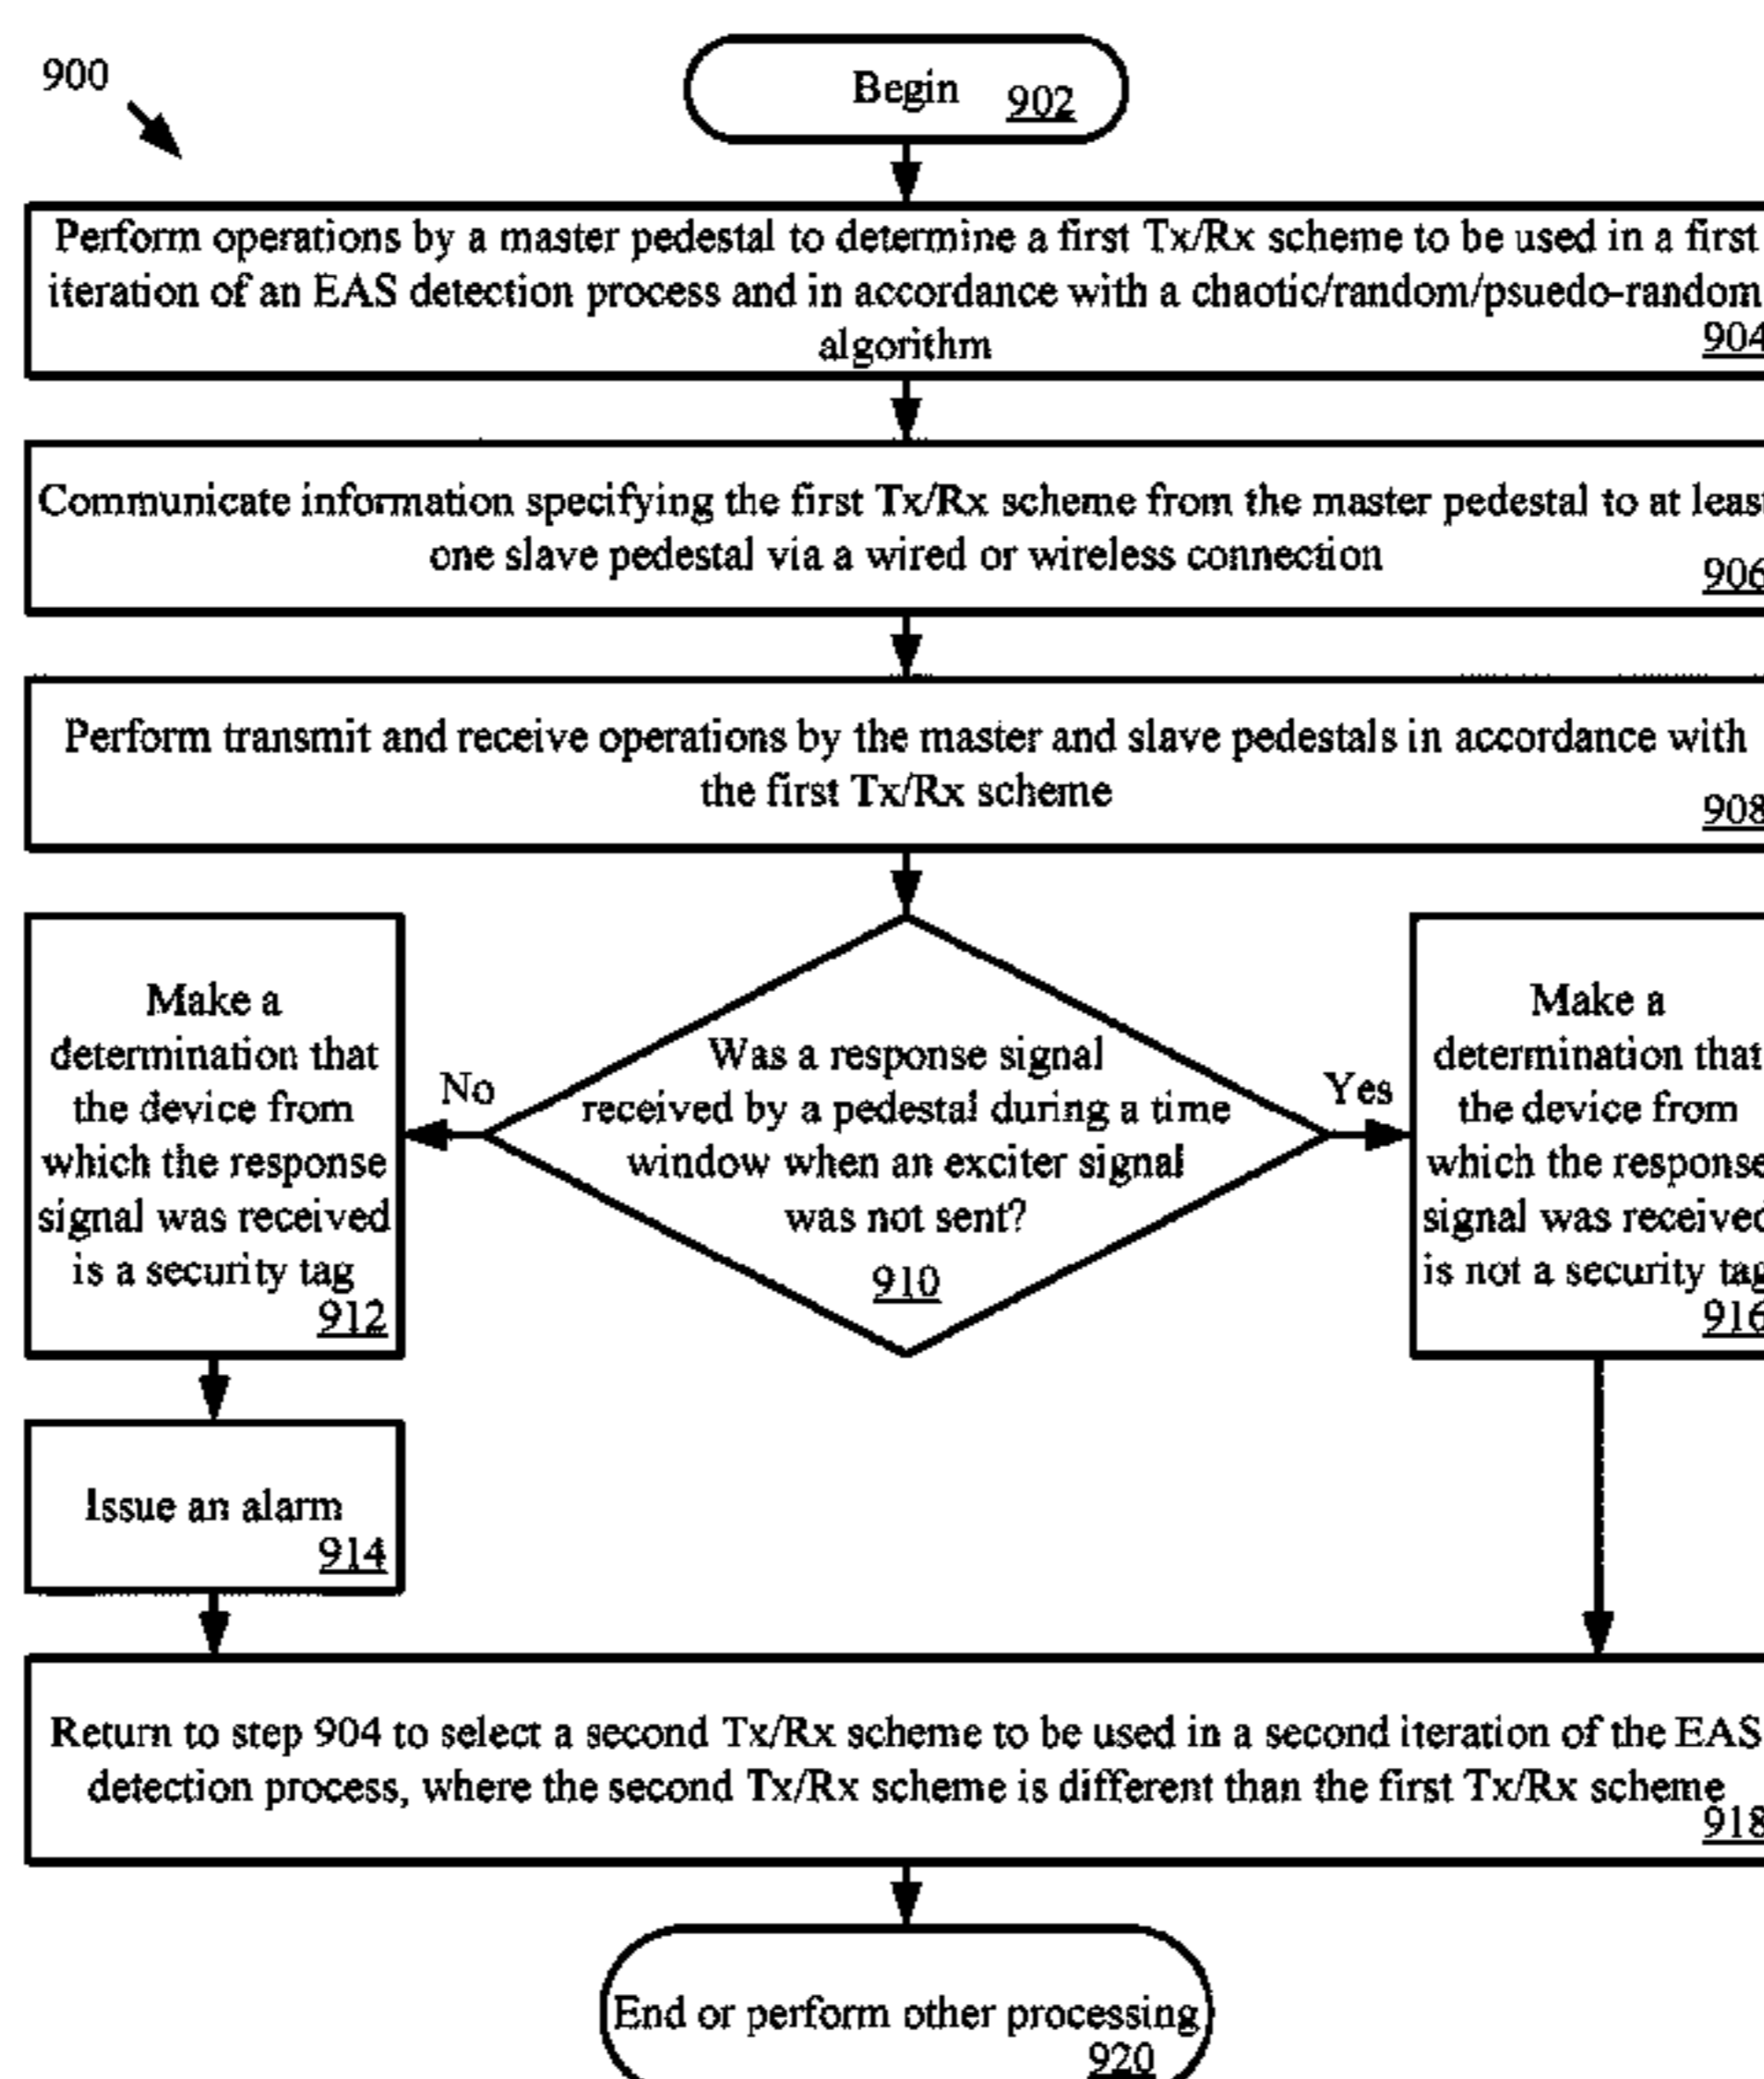 900
Begin 902
Perform operations by a master pedestal to determine a first Tx/Rx scheme to be used in a first
iteration of an EAS detection process and in accordance with a chaotic/random/psuedo-random
algorithm
904
Communicate information specifying the first Tx/Rx scheme from the master pedestal to at least
one slave pedestal via a wired or wireless connection
906
Perform transmit and receive operations by the master and slave pedestals in accordance with
the first Tx/Rx scheme
908
Make a
determination that
the device from
which the response
signal was received
is a security tag
912
No
Was a response signal
received by a pedestal during a time
window when an exciter signal
was not sent?
910
Yes
Make a
determination that
the device from
which the response
signal was received
is not a security tag
916
Issue an alarm
914
Return to step 904 to select a second Tx/Rx scheme to be used in a second iteration of the EAS
detection process, where the second Tx/Rx scheme is different than the first Tx/Rx scheme
918
End or perform other processing
920